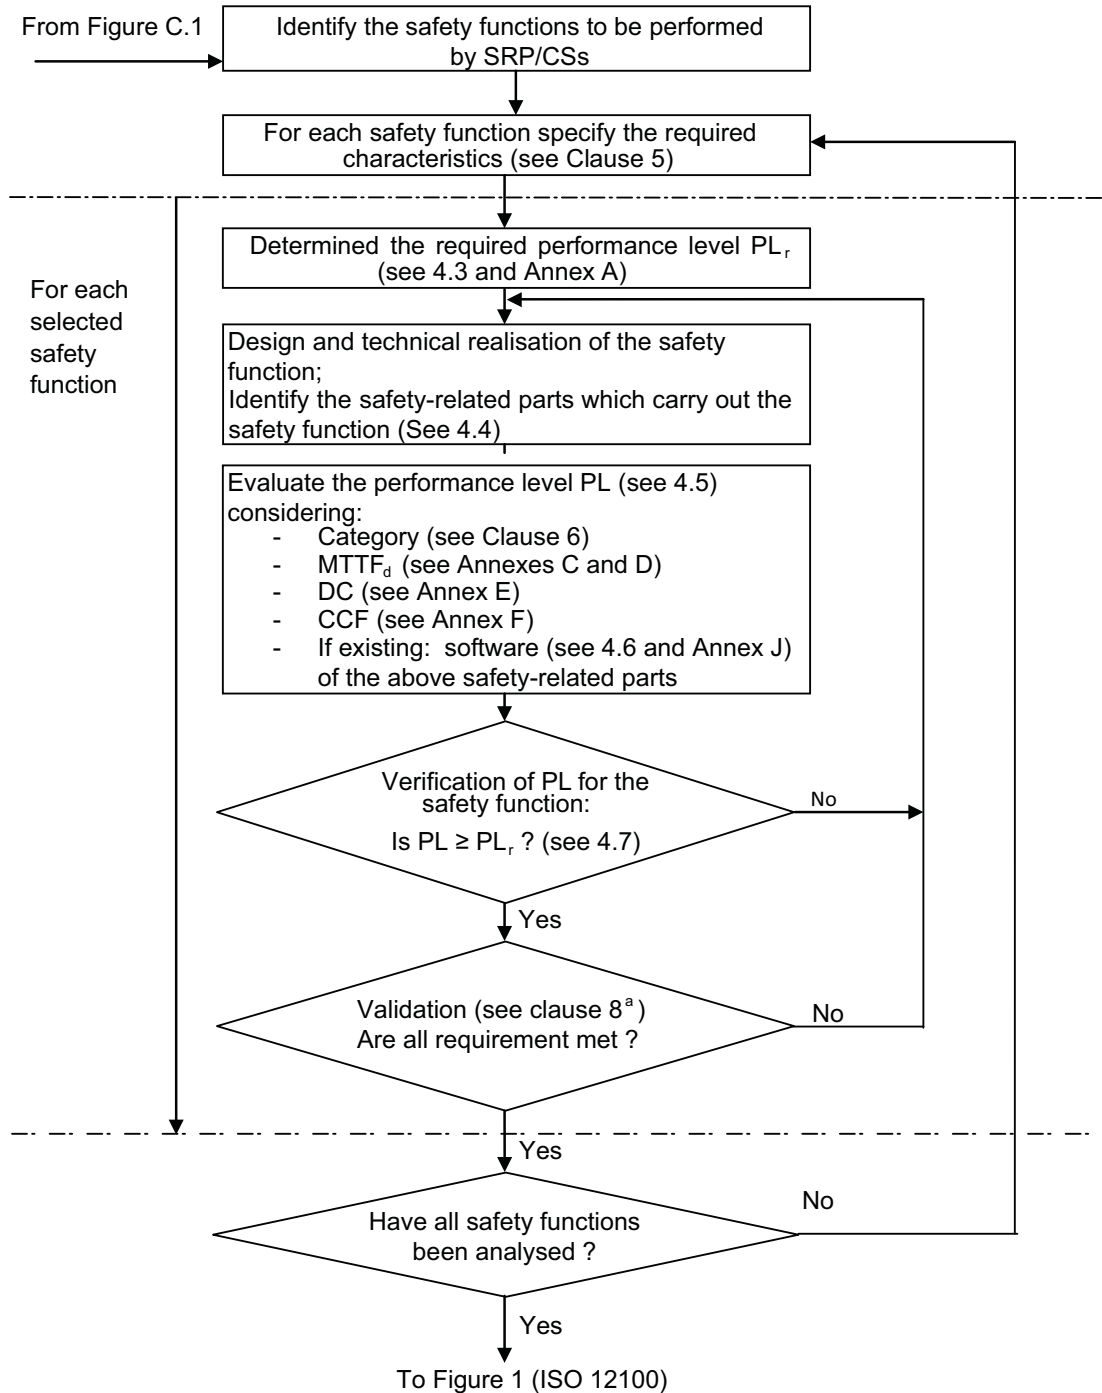 From Figure C.1
Identify the safety functions to be performed
by SRP/CSs
For each safety function specify the required
characteristics (see Clause 5)
Determined the required performance level PLr
(see 4.3 and Annex A)
For each
selected
safety
function
Design and technical realisation of the safety
function;
Identify the safety-related parts which carry out the
safety function (See 4.4)
Evaluate the performance level PL (see 4.5)
considering:
- Category (see Clause 6)
- MTTFd (see Annexes C and D)
- DC (see Annex E)
- CCF (see Annex F)
- If existing: software (see 4.6 and Annex J)
of the above safety-related parts
Verification of PL for the
safety function:
Is PL ≥ PLr ? (see 4.7)
No
Yes
Validation (see clause 8a)
Are all requirement met ?
No
Yes
Have all safety functions
been analysed ?
No
Yes
To Figure 1 (ISO 12100)